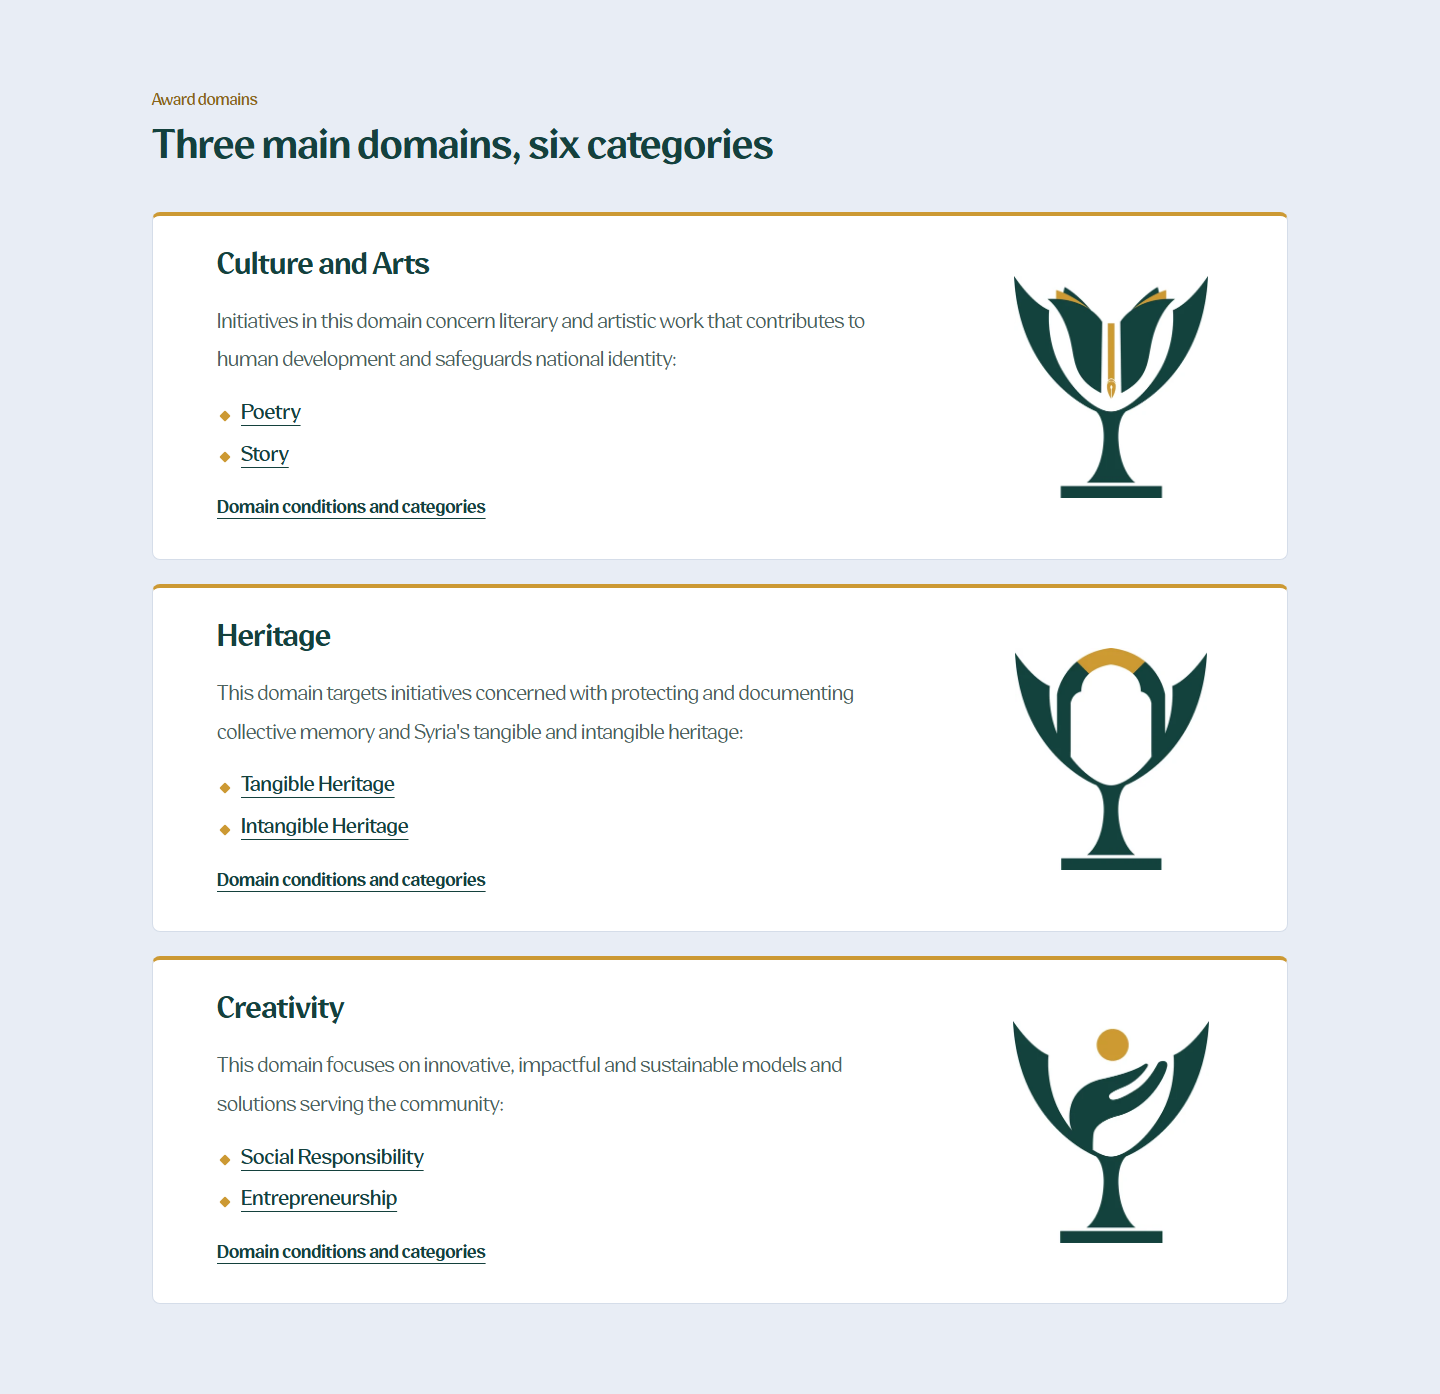 Award domains
Three main domains, six categories
Culture and Arts
Initiatives in this domain concern literary and artistic work that contributes to
human development and safeguards national identity:
Poetry
Story
Domain conditions and categories
Heritage
This domain targets initiatives concerned with protecting and documenting
collective memory and Syria's tangible and intangible heritage:
Tangible Heritage
Intangible Heritage
Domain conditions and categories
Creativity
This domain focuses on innovative, impactful and sustainable models and
solutions serving the community:
Social Responsibility
Entrepreneurship
Domain conditions and categories